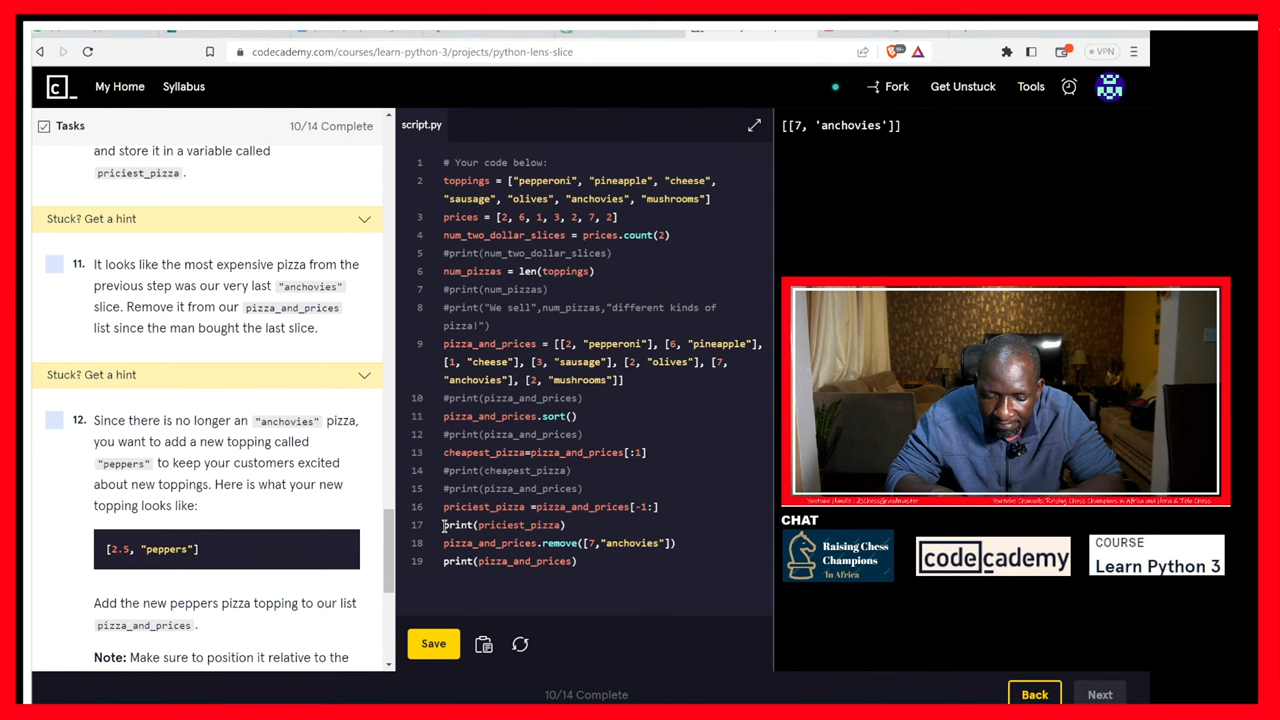 codecademy.com/courses/learn-python-3/projects/python-lens-slice
VPN
My Home Syllabus
Fork Get Unstuck Tools
Tasks 10/14 Complete
and store it in a variable called
priciest_pizza .
Stuck? Get a hint
11. It looks like the most expensive pizza from the
previous step was our very last "anchovies"
slice. Remove it from our pizza_and_prices
list since the man bought the last slice.
Stuck? Get a hint
12. Since there is no longer an "anchovies" pizza,
you want to add a new topping called
"peppers" to keep your customers excited
about new toppings. Here is what your new
topping looks like:
[2.5, "peppers"]
Add the new peppers pizza topping to our list
pizza_and_prices .
Note: Make sure to position it relative to the
script.py
1 # Your code below:
2 toppings = ["pepperoni", "pineapple", "cheese",
"sausage", "olives", "anchovies", "mushrooms"]
3 prices = [2, 6, 1, 3, 2, 7, 2]
4 num_two_dollar_slices = prices.count(2)
5 #print(num_two_dollar_slices)
6 num_pizzas = len(toppings)
7 #print(num_pizzas)
8 #print("We sell",num_pizzas,"different kinds of
pizza!")
9 pizza_and_prices = [[2, "pepperoni"], [6, "pineapple"],
[1, "cheese"], [3, "sausage"], [2, "olives"], [7,
"anchovies"], [2, "mushrooms"]]
10 #print(pizza_and_prices)
11 pizza_and_prices.sort()
12 #print(pizza_and_prices)
13 cheapest_pizza=pizza_and_prices[:1]
14 #print(cheapest_pizza)
15 #print(pizza_and_prices)
16 priciest_pizza =pizza_and_prices[-1:]
17 print(priciest_pizza)
18 pizza_and_prices.remove([7,"anchovies"])
19 print(pizza_and_prices)
Save
10/14 Complete
Back Next
[[7, 'anchovies']]
CHAT
Raising Chess
Champions
In Africa
codecademy
COURSE
Learn Python 3